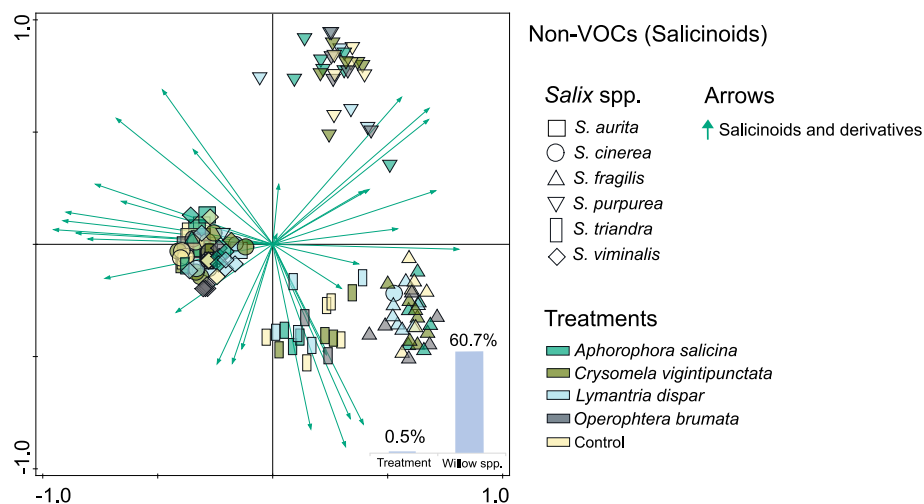 1.0
-1.0
-1.0
1.0
60.7%
0.5%
Treatment
Willow spp.
Non-VOCs (Salicinoids)
Salix spp.
S. aurita
S. cinerea
S. fragilis
S. purpurea
S. triandra
S. viminalis
Arrows
Salicinoids and derivatives
Treatments
Aphorophora salicina
Crysomela vigintipunctata
Lymantria dispar
Operophtera brumata
Control